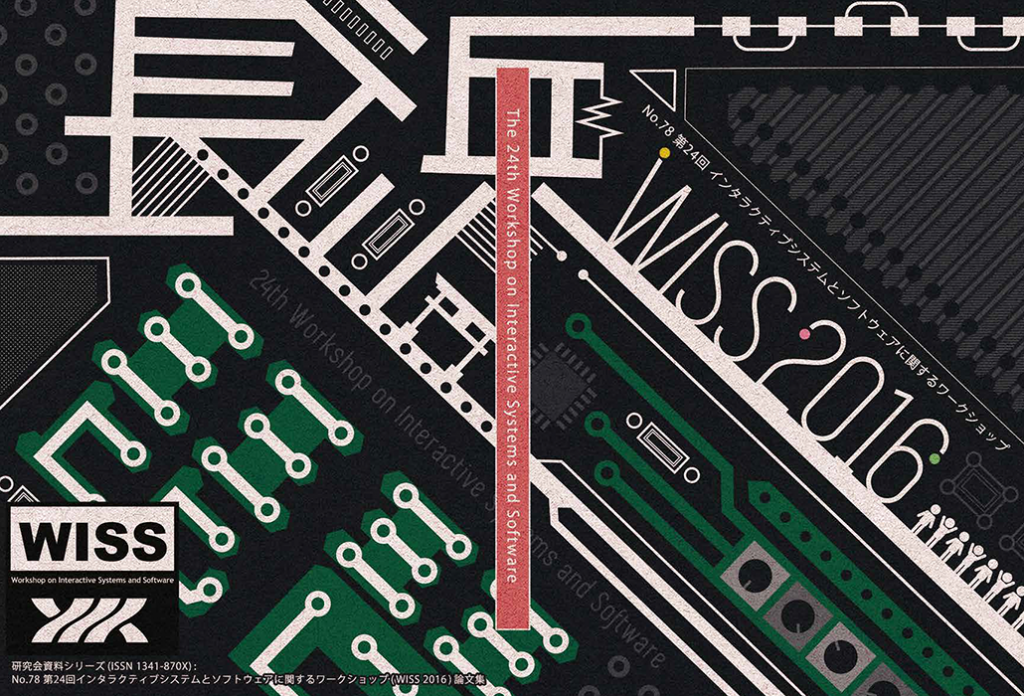 The 24th Workshop on Interactive Systems and Software
No.78 第24回 インタラクティブシステムとソフトウェアに関するワークショップ
WISS 2016
24th Workshop on Interactive Systems and Software
WISS
Workshop on Interactive Systems and Software
研究会資料シリーズ (ISSN 1341-870X) :
No.78 第24回インタラクティブシステムとソフトウェアに関するワークショップ (WISS 2016) 論文集